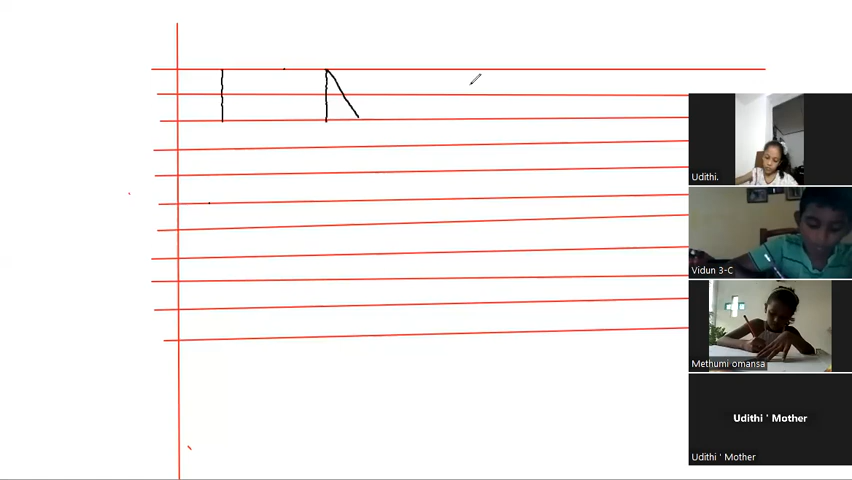 Udithi.
Vidun 3-C
Methumi omansa
Udithi ' Mother
Udithi ' Mother